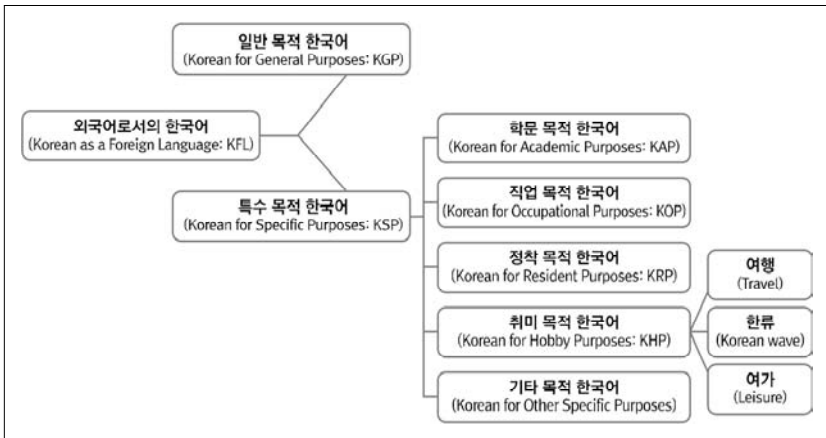 일반 목적 한국어
(Korean for General Purposes: KGP)
외국어로서의 한국어
(Korean as a Foreign Language: KFL)
특수 목적 한국어
(Korean for Specific Purposes: KSP)
학문 목적 한국어
(Korean for Academic Purposes: KAP)
직업 목적 한국어
(Korean for Occupational Purposes: KOP)
정착 목적 한국어
(Korean for Resident Purposes: KRP)
취미 목적 한국어
(Korean for Hobby Purposes: KHP)
기타 목적 한국어
(Korean for Other Specific Purposes)
여행
(Travel)
한류
(Korean wave)
여가
(Leisure)